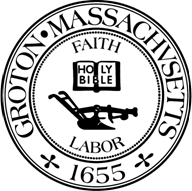 GROTON • MASSACHVSETTS
FAITH
HOLY
BIBLE
LABOR
1655